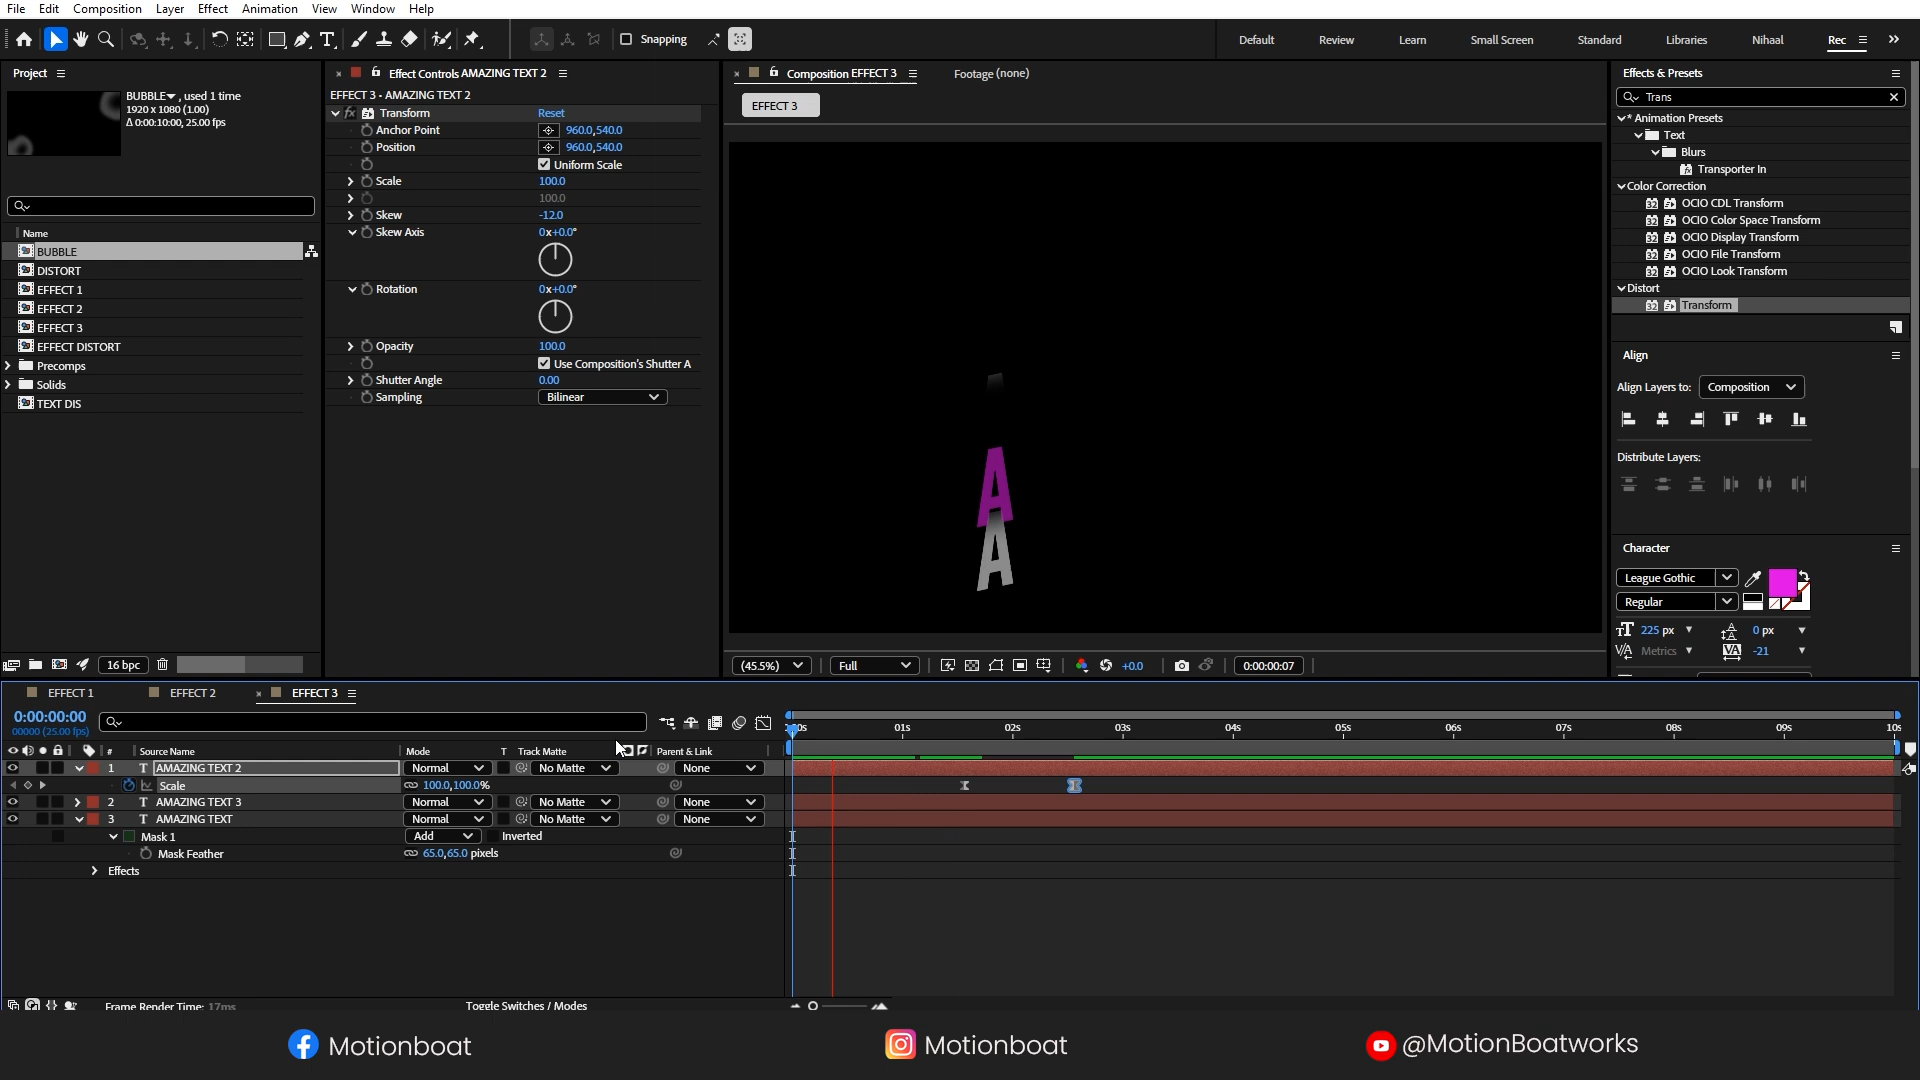 File Edit Composition Layer Effect Animation View Window Help
Snapping
Default Review Learn Small Screen Standard Libraries Nihaal Rec
Project
BUBBLE , used 1 time
1920 x 1080 (1.00)
Δ 0:00:10:00, 25.00 fps
Name
BUBBLE
DISTORT
EFFECT 1
EFFECT 2
EFFECT 3
EFFECT DISTORT
Precomps
Solids
TEXT DIS
16 bpc
Effect Controls AMAZING TEXT 2
EFFECT 3 • AMAZING TEXT 2
fx Transform Reset
Anchor Point 960.0,540.0
Position 960.0,540.0
Uniform Scale
Scale 100.0
100.0
Skew -12.0
Skew Axis 0x+0.0°
Rotation 0x+0.0°
Opacity 100.0
Use Composition's Shutter A
Shutter Angle 0.00
Sampling Bilinear
Composition EFFECT 3
Footage (none)
EFFECT 3
A
A
(45.5%) Full +0.0 0:00:00:07
Effects & Presets
Trans
* Animation Presets
Text
Blurs
Transporter In
Color Correction
32 OCIO CDL Transform
32 OCIO Color Space Transform
32 OCIO Display Transform
32 OCIO File Transform
32 OCIO Look Transform
Distort
32 Transform
Align
Align Layers to: Composition
Distribute Layers:
Character
League Gothic
Regular
225 px 0 px
Metrics -21
EFFECT 1 EFFECT 2 EFFECT 3
0:00:00:00
00000 (25.00 fps)
01s 02s 03s 04s 05s 06s 07s 08s 09s 10s
# Source Name Mode T Track Matte Parent & Link
1 T AMAZING TEXT 2 Normal No Matte None
Scale 100.0,100.0%
2 T AMAZING TEXT 3 Normal No Matte None
3 T AMAZING TEXT Normal No Matte None
Mask 1 Add Inverted
Mask Feather 65.0,65.0 pixels
Effects
Frame Render Time: 17ms Toggle Switches / Modes
Motionboat Motionboat @MotionBoatworks